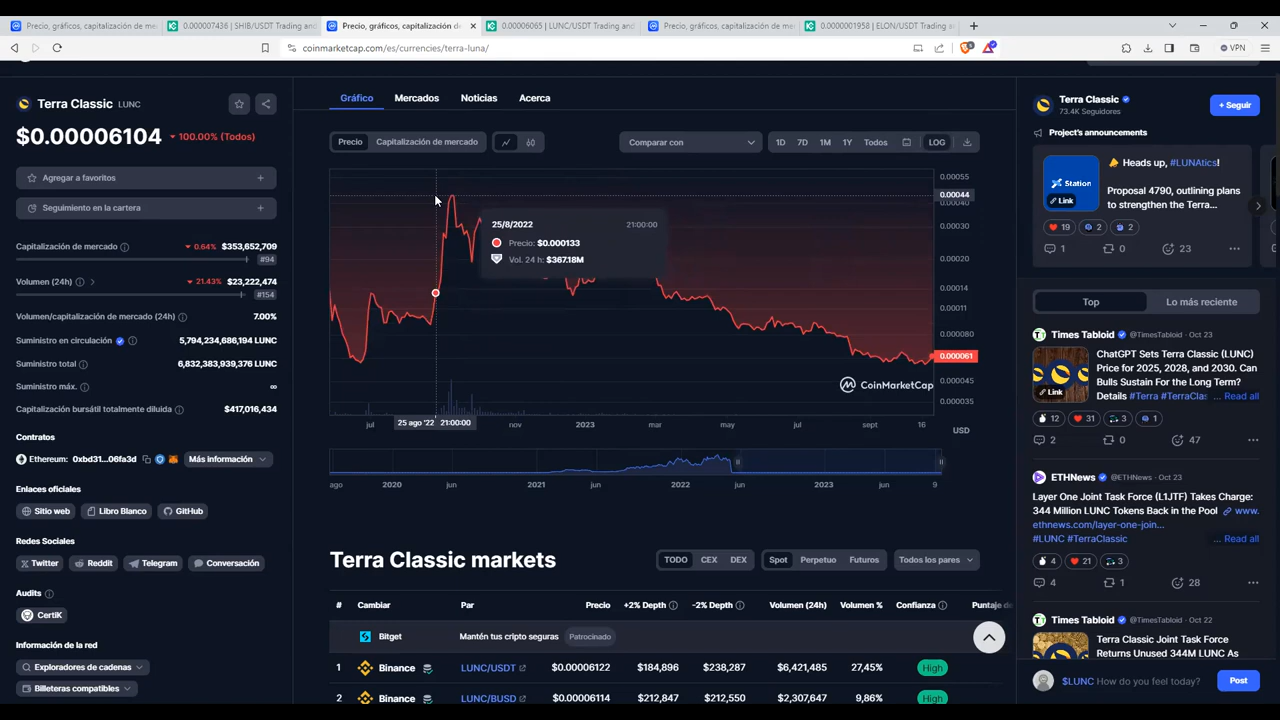 Precio, gráficos, capitalización de me
0.000007436 | SHIB/USDT Trading and
Precio, gráficos, capitalización de
0.00006065 | LUNC/USDT Trading and
Precio, gráficos, capitalización de me
0.0000001958 | ELON/USDT Trading a
coinmarketcap.com/es/currencies/terra-luna/
VPN
Terra Classic LUNC
$0.00006104 100.00% (Todos)
Agregar a favoritos
Seguimiento en la cartera
Capitalización de mercado 0.64% $353,652,709
#94
Volumen (24h) 21.43% $23,222,474
#154
Volumen/capitalización de mercado (24h) 7.00%
Suministro en circulación 5,794,234,686,194 LUNC
Suministro total 6,832,383,939,376 LUNC
Suministro máx. ∞
Capitalización bursátil totalmente diluida $417,016,434
Contratos
Ethereum: 0xbd31...06fa3d Más información
Enlaces oficiales
Sitio web Libro Blanco GitHub
Redes Sociales
Twitter Reddit Telegram Conversación
Audits
CertiK
Información de la red
Exploradores de cadenas
Billeteras compatibles
Gráfico Mercados Noticias Acerca
Precio Capitalización de mercado
Comparar con
1D 7D 1M 1Y Todos LOG
0.00055
0.00044
0.00040
0.00030
0.00020
0.00014
0.00011
0.000080
0.000061
0.000045
0.000035
25/8/2022 21:00:00
Precio: $0.000133
Vol. 24 h: $367.18M
CoinMarketCap
jul 25 ago '22 21:00:00 nov 2023 mar may jul sept 16
USD
ago 2020 jun 2021 jun 2022 jun 2023 jun 9
Terra Classic markets
TODO CEX DEX Spot Perpetuo Futuros Todos los pares
# Cambiar Par Precio +2% Depth -2% Depth Volumen (24h) Volumen % Confianza Puntaje de
Bitget Mantén tus cripto seguras Patrocinado
1 Binance LUNC/USDT $0.00006122 $184,896 $238,287 $6,421,485 27,45% High
2 Binance LUNC/BUSD $0.00006114 $212,847 $212,550 $2,307,647 9,86% High
Terra Classic
73.4K Seguidores
+ Seguir
Project's announcements
Heads up, #LUNAtics!
Proposal 4790, outlining plans
to strengthen the Terra...
Station
Link
19 2 2
1 0 23
Top Lo más reciente
Times Tabloid @TimesTabloid · Oct 23
ChatGPT Sets Terra Classic (LUNC)
Price for 2025, 2028, and 2030. Can
Bulls Sustain For the Long Term?
Details #Terra #TerraClas ... Read all
Link
12 31 3 1
2 0 47
ETHNews @ETHNews · Oct 23
Layer One Joint Task Force (L1JTF) Takes Charge:
344 Million LUNC Tokens Back in the Pool www.
ethnews.com/layer-one-join...
#LUNC #TerraClassic ... Read all
4 21 3
4 1 28
Times Tabloid @TimesTabloid · Oct 22
Terra Classic Joint Task Force
Returns Unused 344M LUNC As
$LUNC How do you feel today? Post